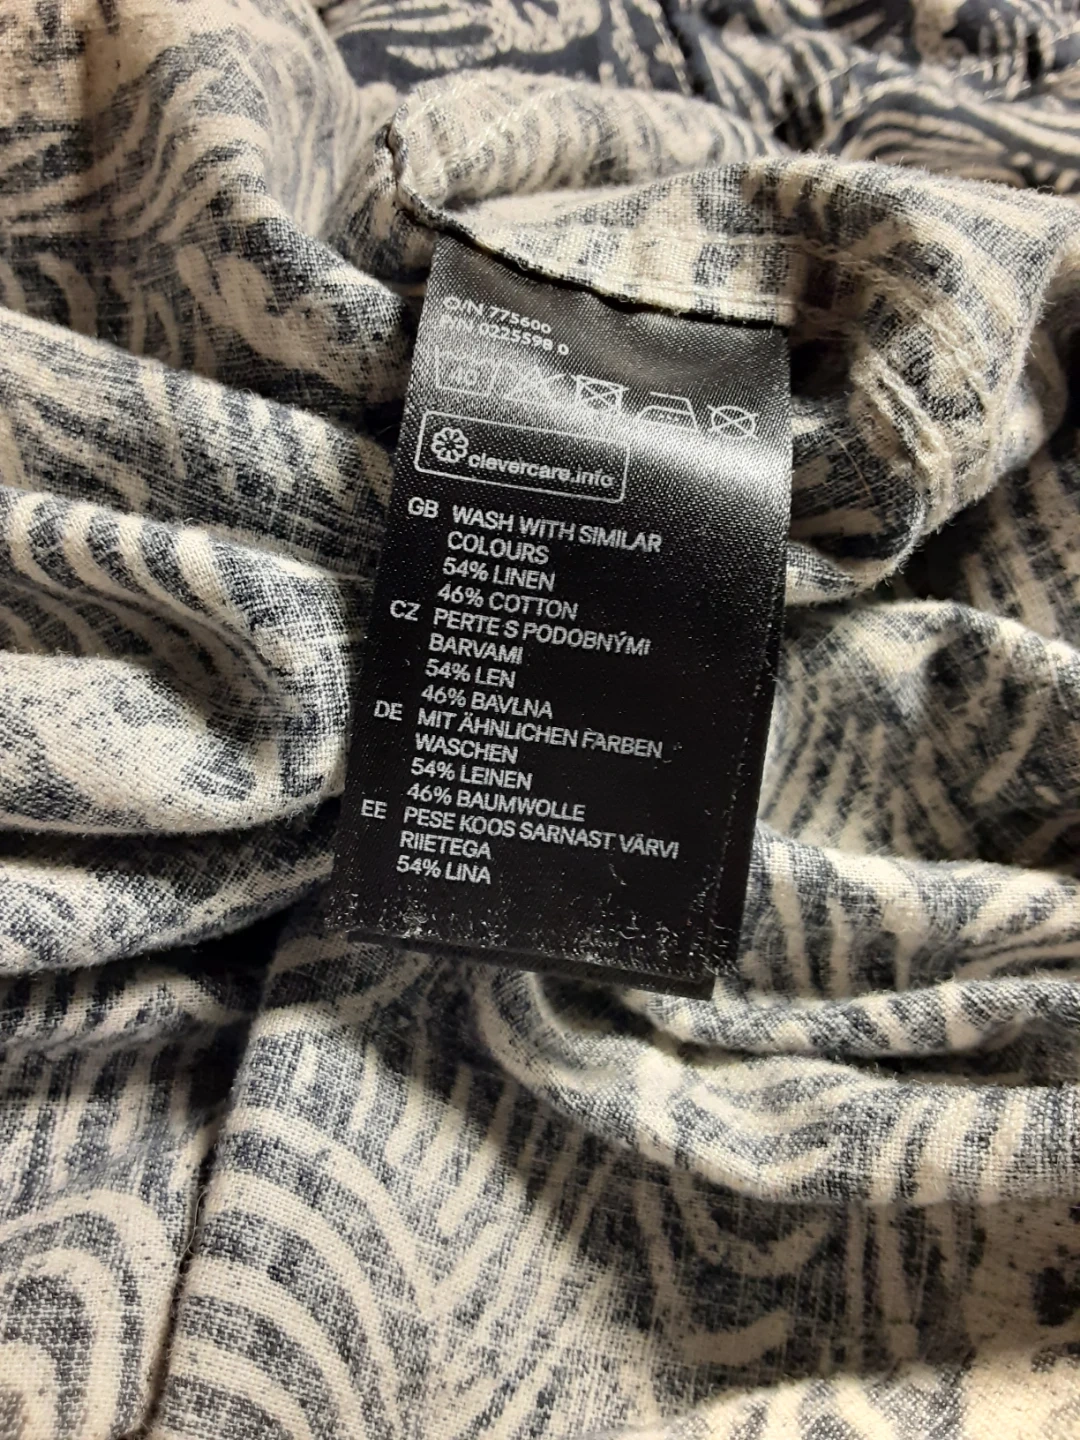 O/N 775600
P/N 0225598 D
clevercare.info
GB WASH WITH SIMILAR
COLOURS
54% LINEN
46% COTTON
CZ PERTE S PODOBNÝMI
BARVAMI
54% LEN
46% BAVLNA
DE MIT ÄHNLICHEN FARBEN
WASCHEN
54% LEINEN
46% BAUMWOLLE
EE PESE KOOS SARNAST VÄRVI
RIIETEGA
54% LINA